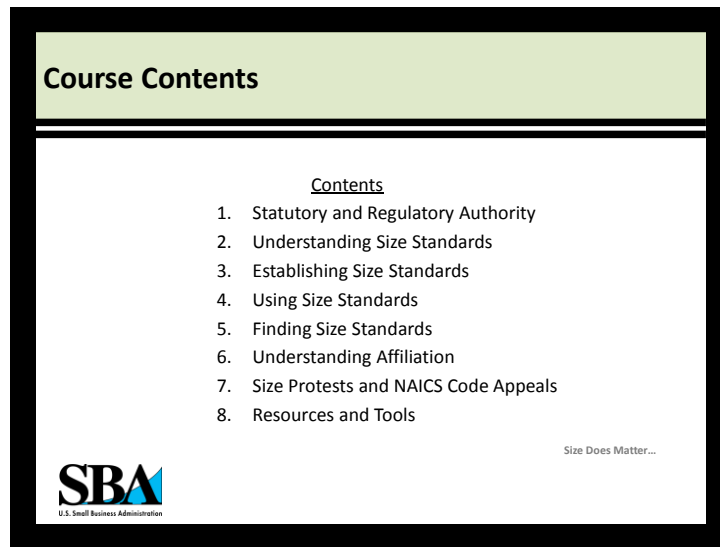 Course Contents
Contents
1. Statutory and Regulatory Authority
2. Understanding Size Standards
3. Establishing Size Standards
4. Using Size Standards
5. Finding Size Standards
6. Understanding Affiliation
7. Size Protests and NAICS Code Appeals
8. Resources and Tools
Size Does Matter…
SBA
U.S. Small Business Administration